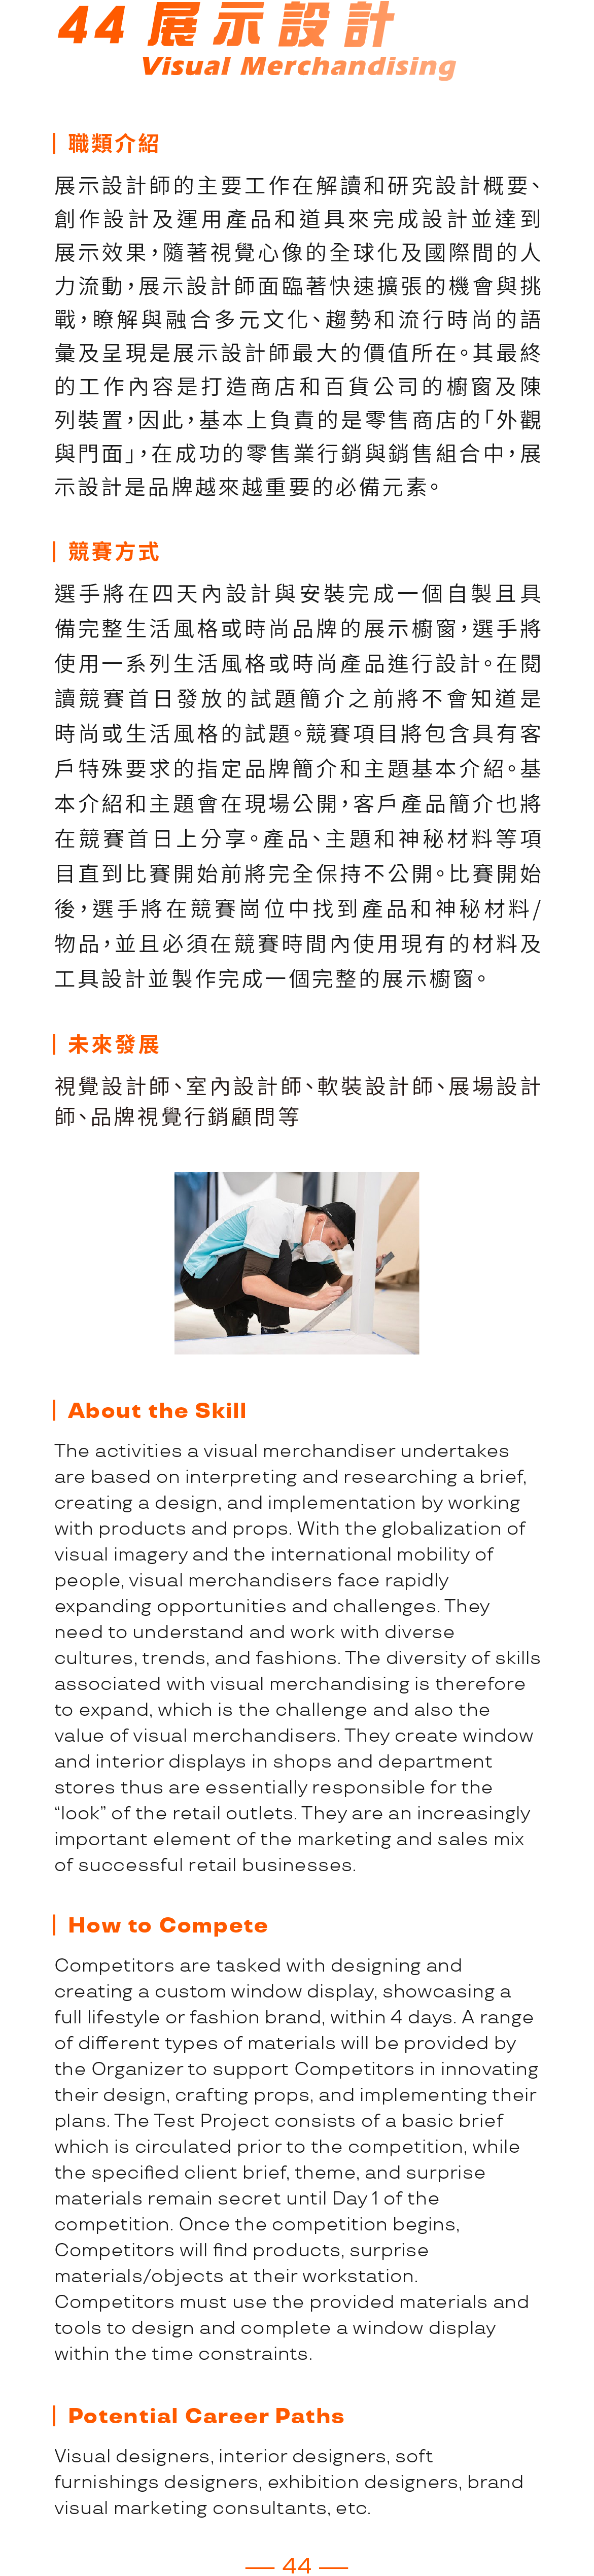 44 展示設計
Visual Merchandising
職類介紹
展示設計師的主要工作在解讀和研究設計概要、
創作設計及運用產品和道具來完成設計並達到
展示效果，隨著視覺心像的全球化及國際間的人
力流動，展示設計師面臨著快速擴張的機會與挑
戰，瞭解與融合多元文化、趨勢和流行時尚的語
彙及呈現是展示設計師最大的價值所在。其最終
的工作內容是打造商店和百貨公司的櫥窗及陳
列裝置，因此，基本上負責的是零售商店的「外觀
與門面」，在成功的零售業行銷與銷售組合中，展
示設計是品牌越來越重要的必備元素。
競賽方式
選手將在四天內設計與安裝完成一個自製且具
備完整生活風格或時尚品牌的展示櫥窗，選手將
使用一系列生活風格或時尚產品進行設計。在閱
讀競賽首日發放的試題簡介之前將不會知道是
時尚或生活風格的試題。競賽項目將包含具有客
戶特殊要求的指定品牌簡介和主題基本介紹。基
本介紹和主題會在現場公開，客戶產品簡介也將
在競賽首日上分享。產品、主題和神秘材料等項
目直到比賽開始前將完全保持不公開。比賽開始
後，選手將在競賽崗位中找到產品和神秘材料/
物品，並且必須在競賽時間內使用現有的材料及
工具設計並製作完成一個完整的展示櫥窗。
未來發展
視覺設計師、室內設計師、軟裝設計師、展場設計
師、品牌視覺行銷顧問等
About the Skill
The activities a visual merchandiser undertakes
are based on interpreting and researching a brief,
creating a design, and implementation by working
with products and props. With the globalization of
visual imagery and the international mobility of
people, visual merchandisers face rapidly
expanding opportunities and challenges. They
need to understand and work with diverse
cultures, trends, and fashions. The diversity of skills
associated with visual merchandising is therefore
to expand, which is the challenge and also the
value of visual merchandisers. They create window
and interior displays in shops and department
stores thus are essentially responsible for the
“look” of the retail outlets. They are an increasingly
important element of the marketing and sales mix
of successful retail businesses.
How to Compete
Competitors are tasked with designing and
creating a custom window display, showcasing a
full lifestyle or fashion brand, within 4 days. A range
of different types of materials will be provided by
the Organizer to support Competitors in innovating
their design, crafting props, and implementing their
plans. The Test Project consists of a basic brief
which is circulated prior to the competition, while
the specified client brief, theme, and surprise
materials remain secret until Day 1 of the
competition. Once the competition begins,
Competitors will find products, surprise
materials/objects at their workstation.
Competitors must use the provided materials and
tools to design and complete a window display
within the time constraints.
Potential Career Paths
Visual designers, interior designers, soft
furnishings designers, exhibition designers, brand
visual marketing consultants, etc.
— 44 —